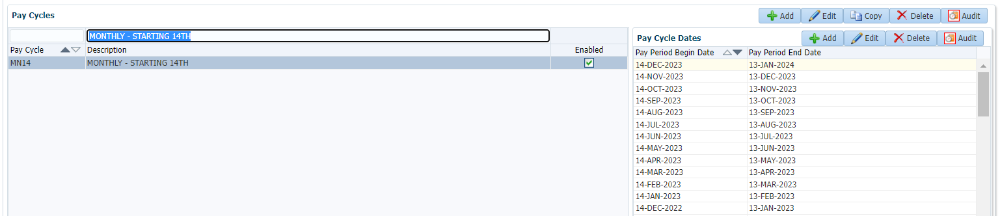 Pay Cycles
Add Edit Copy Delete Audit
MONTHLY - STARTING 14TH
Pay Cycle Description Enabled
MN14 MONTHLY - STARTING 14TH
Pay Cycle Dates
Add Edit Delete Audit
Pay Period Begin Date Pay Period End Date
14-DEC-2023 13-JAN-2024
14-NOV-2023 13-DEC-2023
14-OCT-2023 13-NOV-2023
14-SEP-2023 13-OCT-2023
14-AUG-2023 13-SEP-2023
14-JUL-2023 13-AUG-2023
14-JUN-2023 13-JUL-2023
14-MAY-2023 13-JUN-2023
14-APR-2023 13-MAY-2023
14-MAR-2023 13-APR-2023
14-FEB-2023 13-MAR-2023
14-JAN-2023 13-FEB-2023
14-DEC-2022 13-JAN-2023